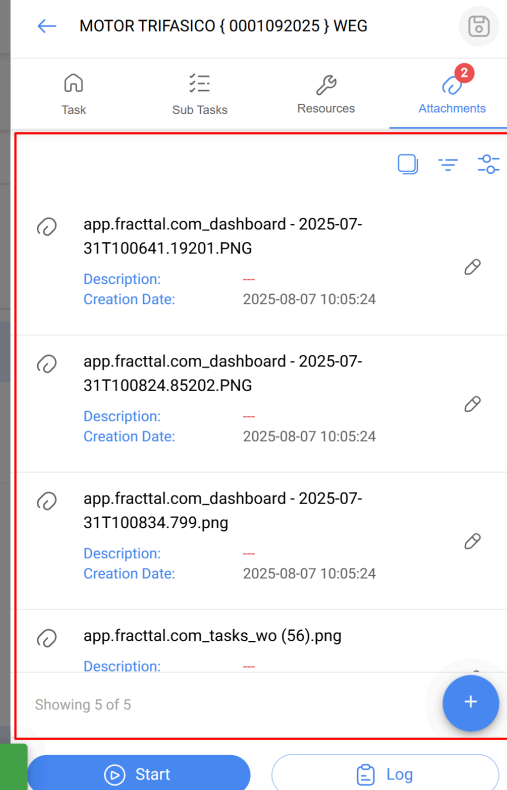 MOTOR TRIFASICO { 0001092025 } WEG
2
Task
Sub Tasks
Resources
Attachments
app.fracttal.com_dashboard - 2025-07-
31T100641.19201.PNG
Description: ---
Creation Date: 2025-08-07 10:05:24
app.fracttal.com_dashboard - 2025-07-
31T100824.85202.PNG
Description: ---
Creation Date: 2025-08-07 10:05:24
app.fracttal.com_dashboard - 2025-07-
31T100834.799.png
Description: ---
Creation Date: 2025-08-07 10:05:24
app.fracttal.com_tasks_wo (56).png
Description: ---
Showing 5 of 5
+
Start
Log